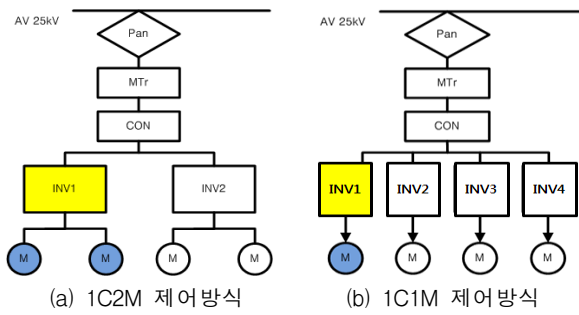 AV 25kV
Pan
MTr
CON
INV1
INV2
M
M
M
M
(a) 1C2M 제어방식
AV 25kV
Pan
MTr
CON
INV1
INV2
INV3
INV4
M
M
M
M
(b) 1C1M 제어방식